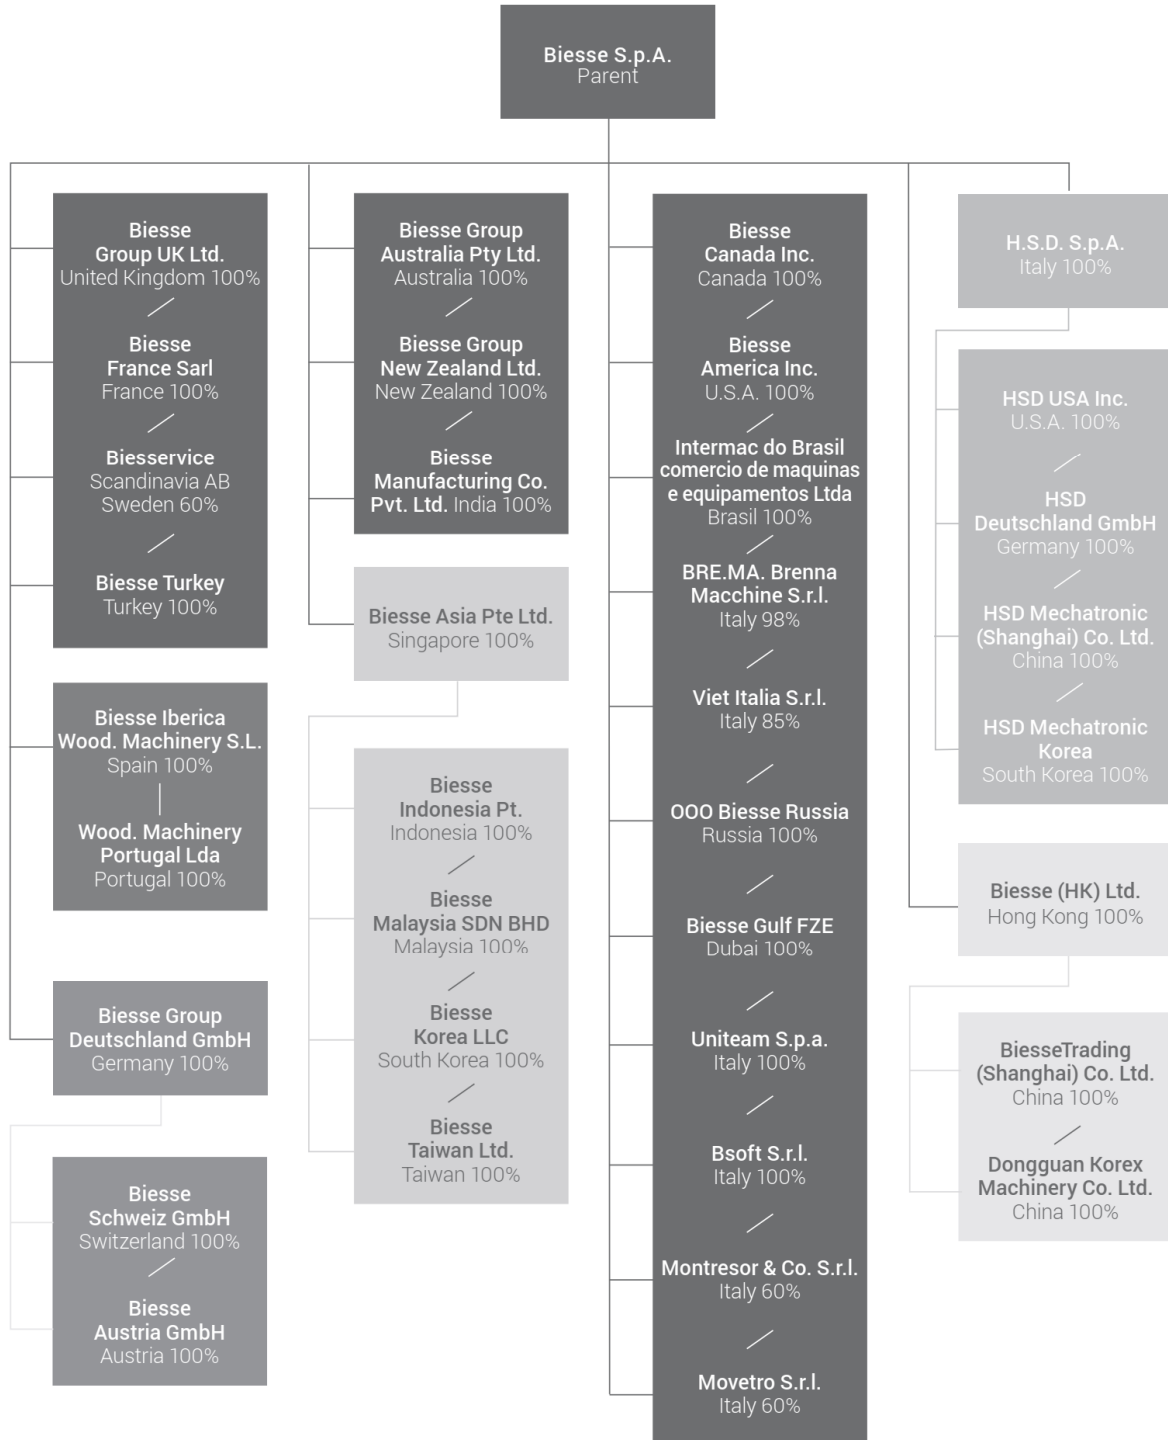 Biesse S.p.A.
Parent
Biesse
Group UK Ltd.
United Kingdom 100%
Biesse
France Sarl
France 100%
Biesservice
Scandinavia AB
Sweden 60%
Biesse Turkey
Turkey 100%
Biesse Iberica
Wood. Machinery S.L.
Spain 100%
Wood. Machinery
Portugal Lda
Portugal 100%
Biesse Group
Deutschland GmbH
Germany 100%
Biesse
Schweiz GmbH
Switzerland 100%
Biesse
Austria GmbH
Austria 100%
Biesse Group
Australia Pty Ltd.
Australia 100%
Biesse Group
New Zealand Ltd.
New Zealand 100%
Biesse
Manufacturing Co.
Pvt. Ltd. India 100%
Biesse Asia Pte Ltd.
Singapore 100%
Biesse
Indonesia Pt.
Indonesia 100%
Biesse
Malaysia SDN BHD
Malaysia 100%
Biesse
Korea LLC
South Korea 100%
Biesse
Taiwan Ltd.
Taiwan 100%
Biesse
Canada Inc.
Canada 100%
Biesse
America Inc.
U.S.A. 100%
Intermac do Brasil
comercio de maquinas
e equipamentos Ltda
Brasil 100%
BRE.MA. Brenna
Macchine S.r.l.
Italy 98%
Viet Italia S.r.l.
Italy 85%
OOO Biesse Russia
Russia 100%
Biesse Gulf FZE
Dubai 100%
Uniteam S.p.a.
Italy 100%
Bsoft S.r.l.
Italy 100%
Montresor & Co. S.r.l.
Italy 60%
Movetro S.r.l.
Italy 60%
H.S.D. S.p.A.
Italy 100%
HSD USA Inc.
U.S.A. 100%
HSD
Deutschland GmbH
Germany 100%
HSD Mechatronic
(Shanghai) Co. Ltd.
China 100%
HSD Mechatronic
Korea
South Korea 100%
Biesse (HK) Ltd.
Hong Kong 100%
BiesseTrading
(Shanghai) Co. Ltd.
China 100%
Dongguan Korex
Machinery Co. Ltd.
China 100%